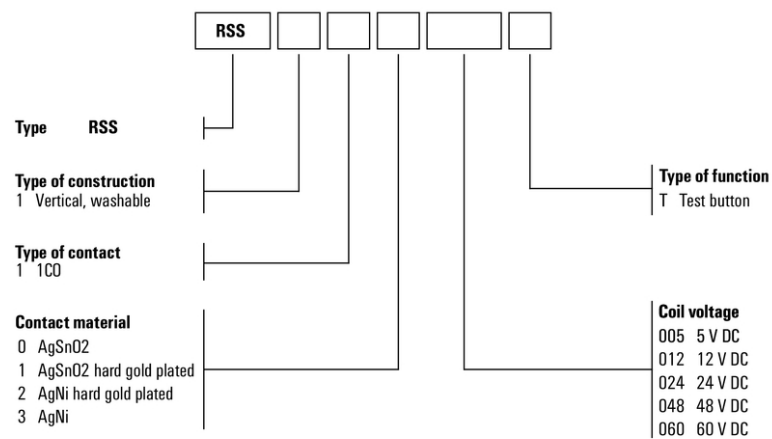 RSS
Type RSS
Type of construction
1 Vertical, washable
Type of contact
1 1CO
Contact material
0 AgSnO2
1 AgSnO2 hard gold plated
2 AgNi hard gold plated
3 AgNi
Type of function
T Test button
Coil voltage
005 5 V DC
012 12 V DC
024 24 V DC
048 48 V DC
060 60 V DC